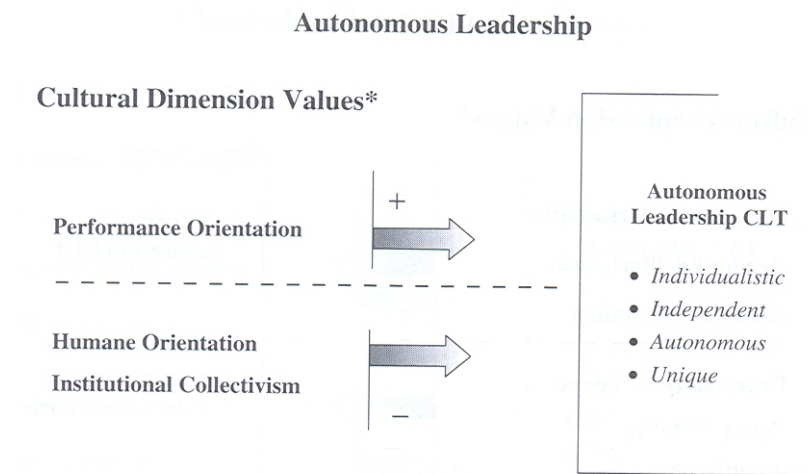 Autonomous Leadership
Cultural Dimension Values*
+
Performance Orientation
Autonomous
Leadership CLT
• Individualistic
• Independent
• Autonomous
• Unique
Humane Orientation
Institutional Collectivism
–